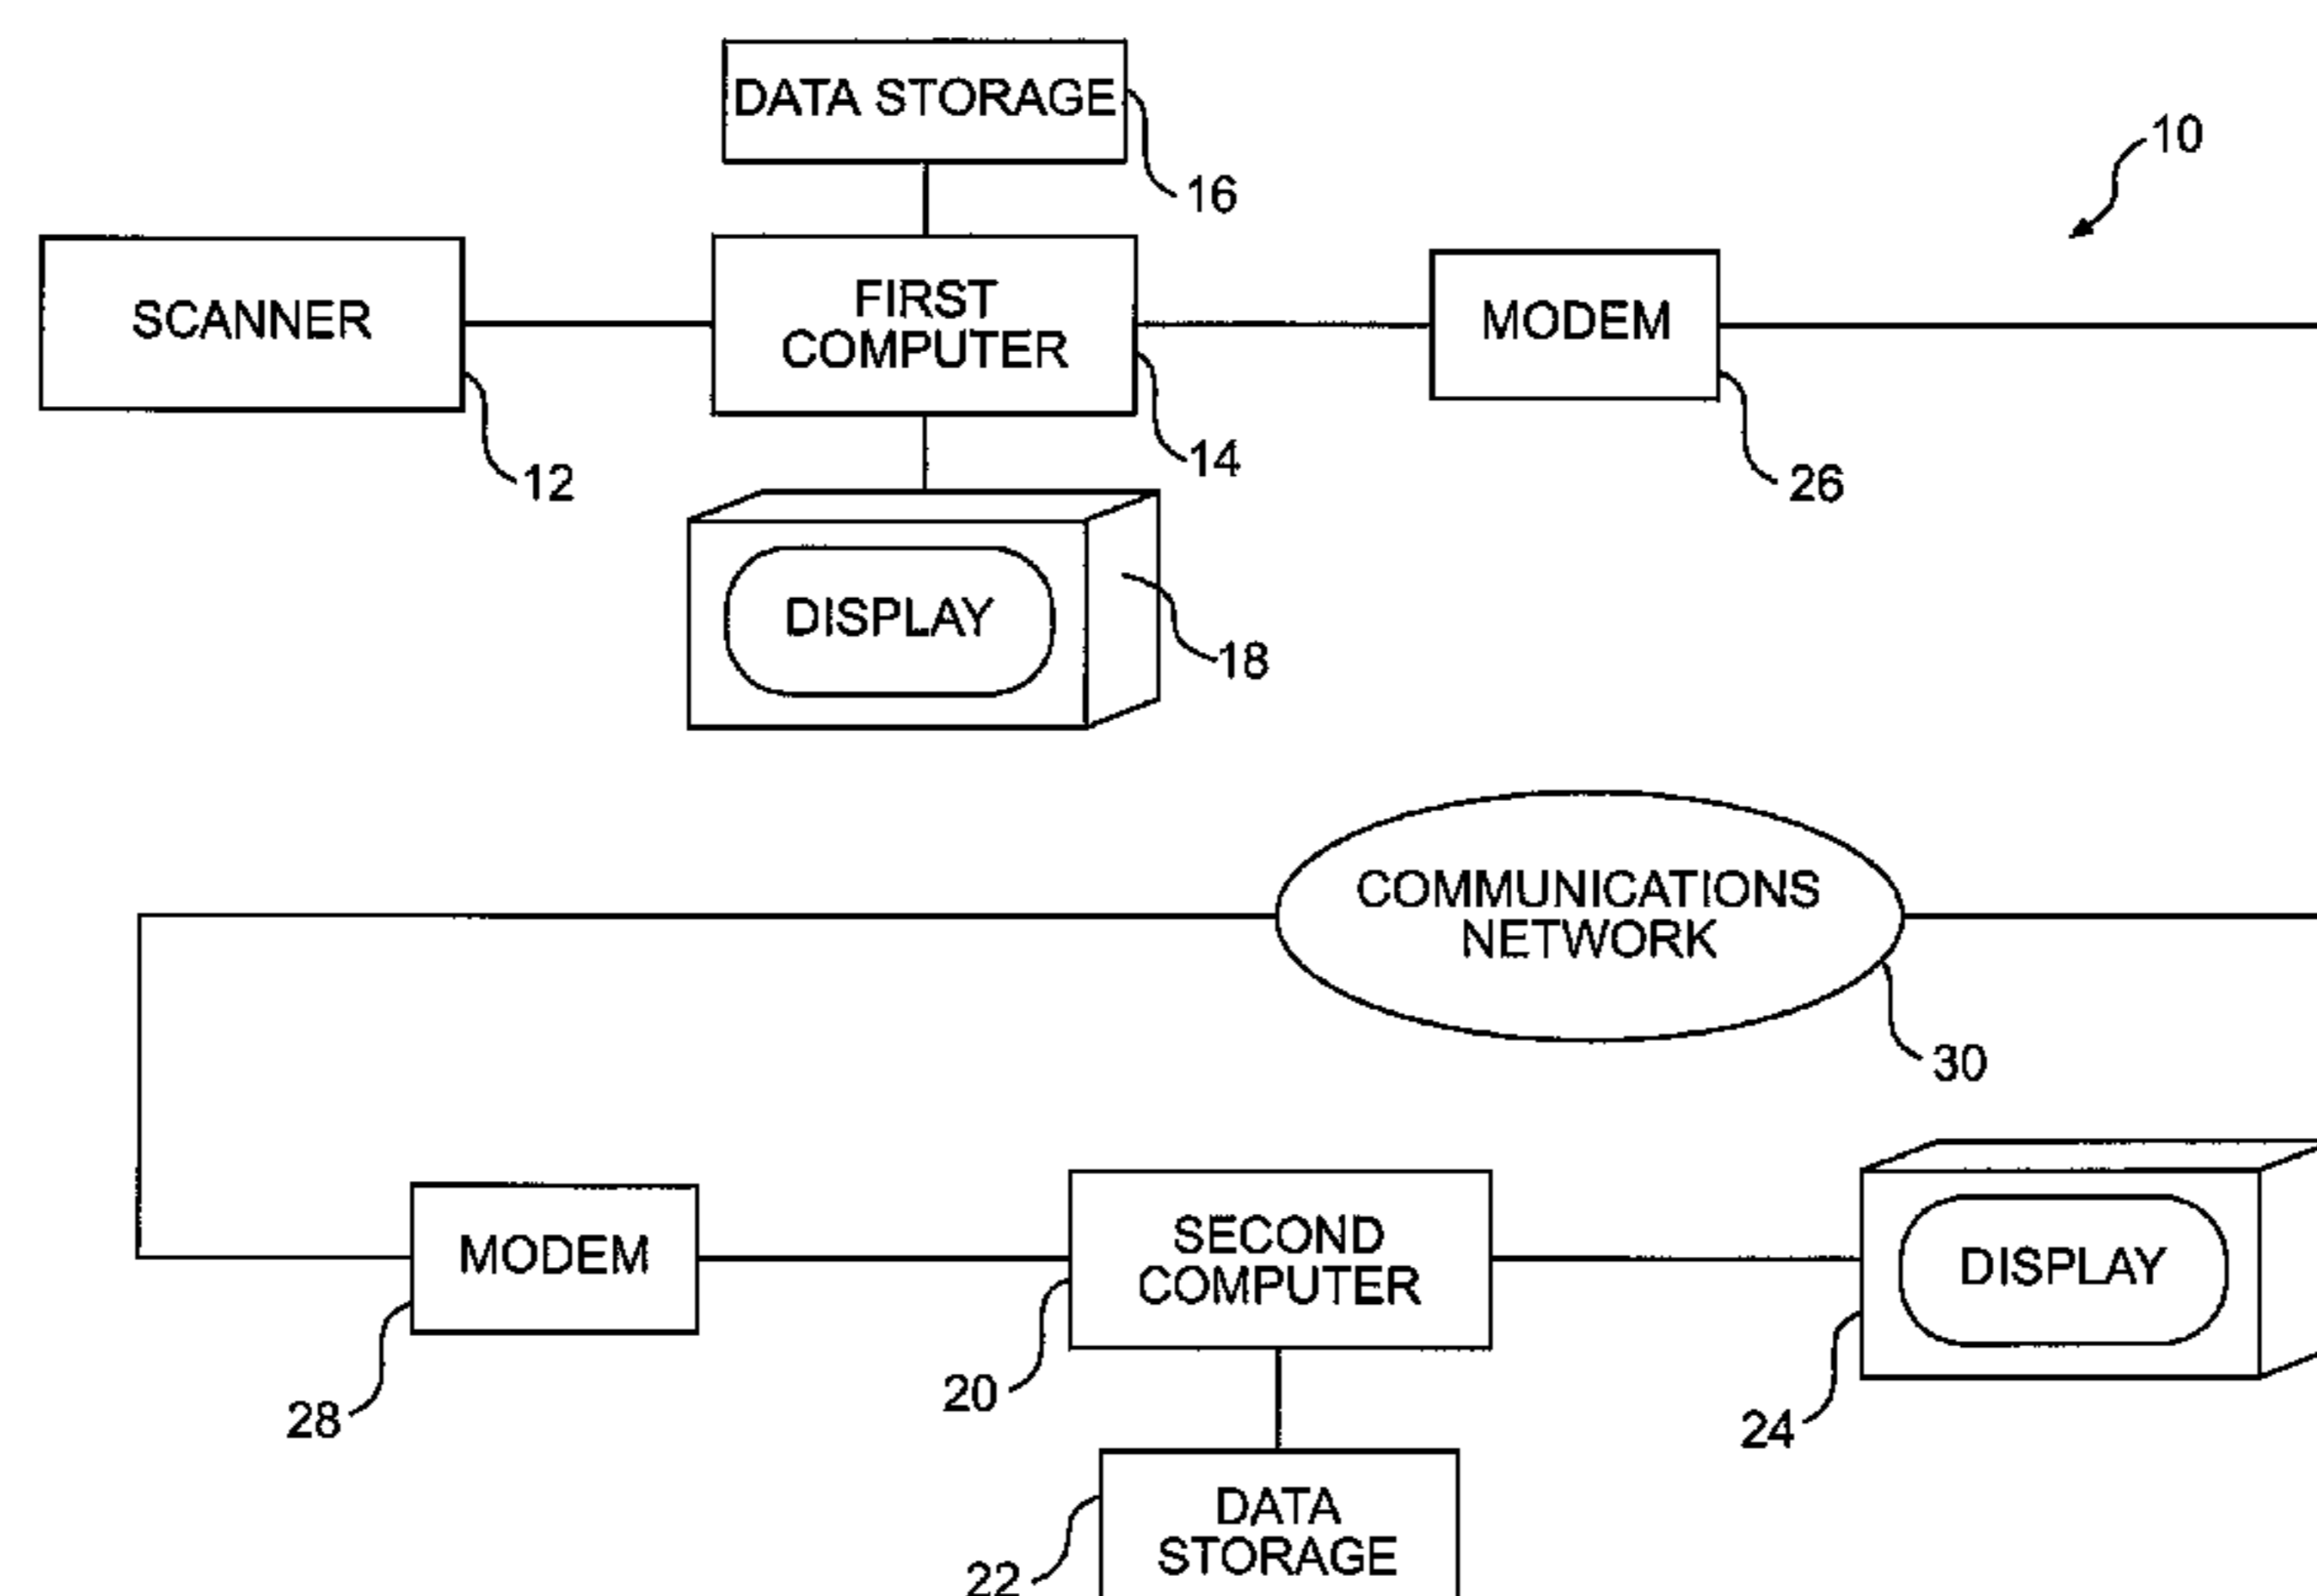 DATA STORAGE
16
10
SCANNER
12
FIRST
COMPUTER
14
MODEM
26
DISPLAY
18
COMMUNICATIONS
NETWORK
30
MODEM
28
SECOND
COMPUTER
20
DISPLAY
24
DATA
STORAGE
22